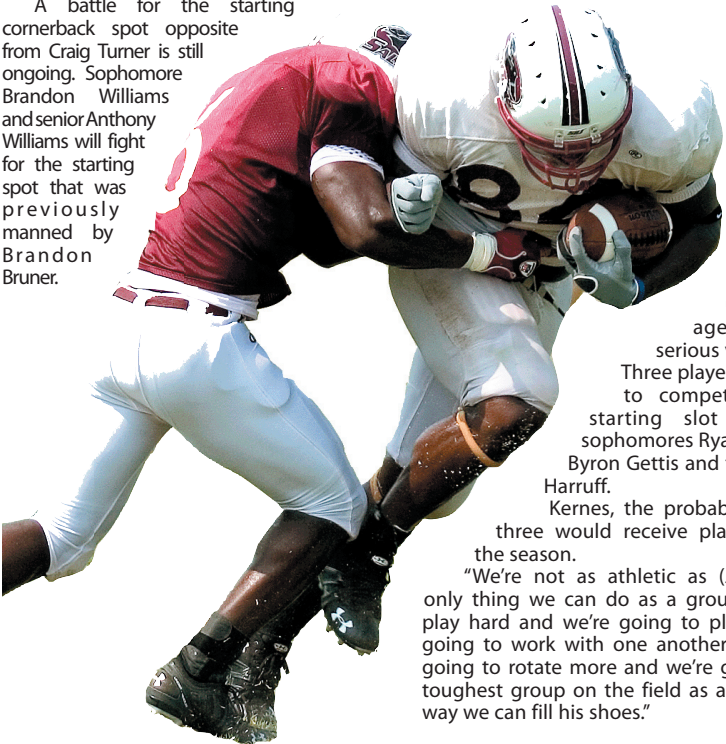 A battle for the starting
cornerback spot opposite
from Craig Turner is still
ongoing. Sophomore
Brandon Williams
and senior Anthony
Williams will fight
for the starting
spot that was
previously
manned by
Brandon
Bruner.
age
serious
Three playe
to compet
starting slot
sophomores Rya
Byron Gettis and
Harruff.
Kernes, the probab
three would receive pla
the season.
“We’re not as athletic as (
only thing we can do as a grou
play hard and we’re going to pl
going to work with one another
going to rotate more and we’re g
toughest group on the field as a
way we can fill his shoes.”